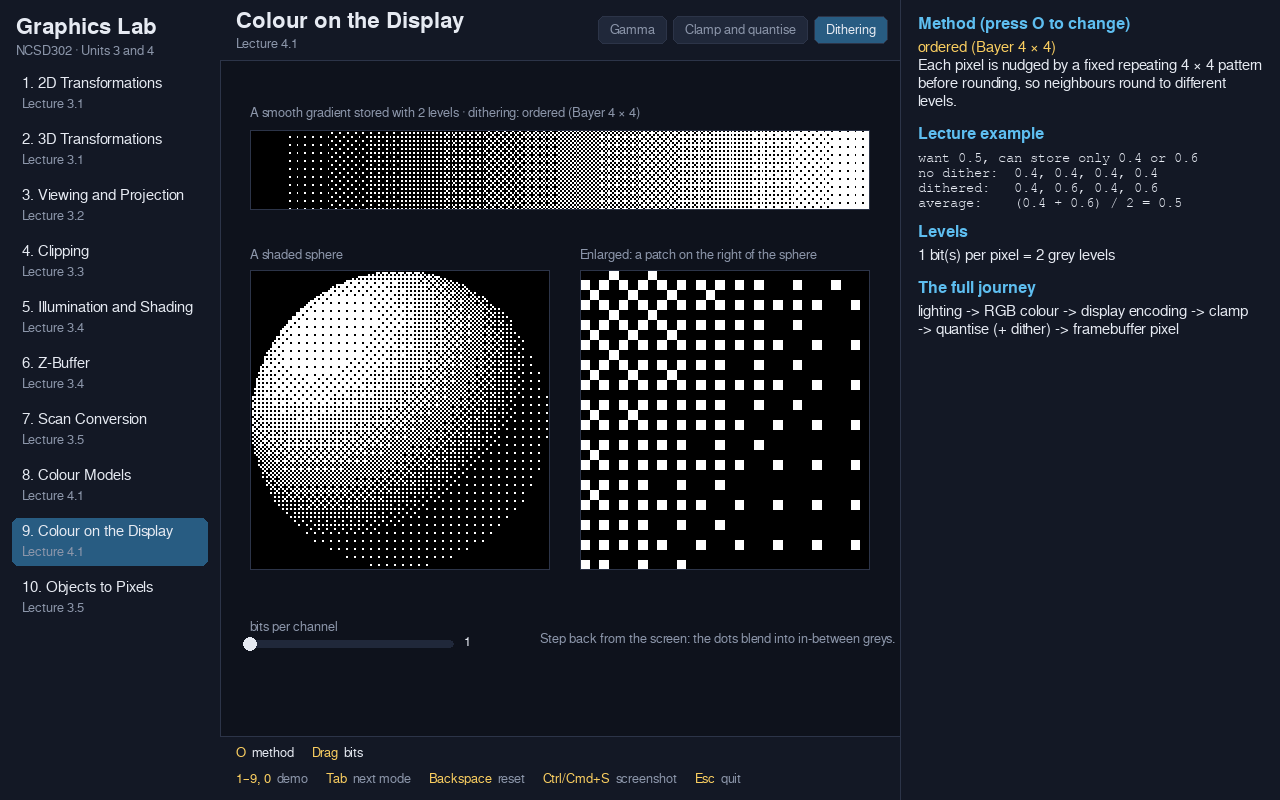 Graphics Lab
NCSD302 · Units 3 and 4
1. 2D Transformations
Lecture 3.1
2. 3D Transformations
Lecture 3.1
3. Viewing and Projection
Lecture 3.2
4. Clipping
Lecture 3.3
5. Illumination and Shading
Lecture 3.4
6. Z-Buffer
Lecture 3.4
7. Scan Conversion
Lecture 3.5
8. Colour Models
Lecture 4.1
9. Colour on the Display
Lecture 4.1
10. Objects to Pixels
Lecture 3.5
Colour on the Display
Lecture 4.1
Gamma
Clamp and quantise
Dithering
A smooth gradient stored with 2 levels · dithering: ordered (Bayer 4 × 4)
A shaded sphere
Enlarged: a patch on the right of the sphere
bits per channel
1
Step back from the screen: the dots blend into in-between greys.
O method Drag bits
1–9, 0 demo Tab next mode Backspace reset Ctrl/Cmd+S screenshot Esc quit
Method (press O to change)
ordered (Bayer 4 × 4)
Each pixel is nudged by a fixed repeating 4 × 4 pattern
before rounding, so neighbours round to different
levels.
Lecture example
want 0.5, can store only 0.4 or 0.6
no dither: 0.4, 0.4, 0.4, 0.4
dithered: 0.4, 0.6, 0.4, 0.6
average: (0.4 + 0.6) / 2 = 0.5
Levels
1 bit(s) per pixel = 2 grey levels
The full journey
lighting -> RGB colour -> display encoding -> clamp
-> quantise (+ dither) -> framebuffer pixel